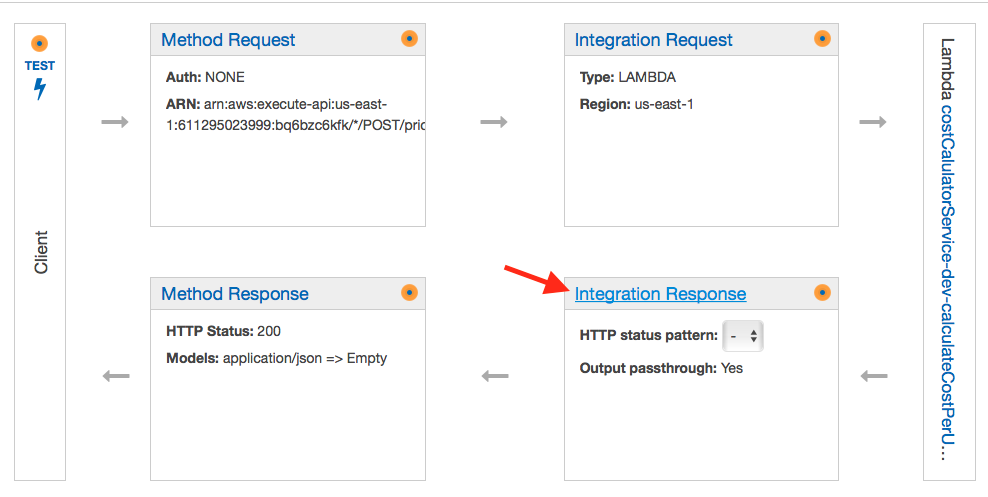 TEST
Client
Method Request
Auth: NONE
ARN: arn:aws:execute-api:us-east-
1:611295023999:bq6bzc6kfk/*/POST/pric
Integration Request
Type: LAMBDA
Region: us-east-1
Lambda costCalulatorService-dev-calculateCostPerU...
Method Response
HTTP Status: 200
Models: application/json => Empty
Integration Response
HTTP status pattern: -
Output passthrough: Yes